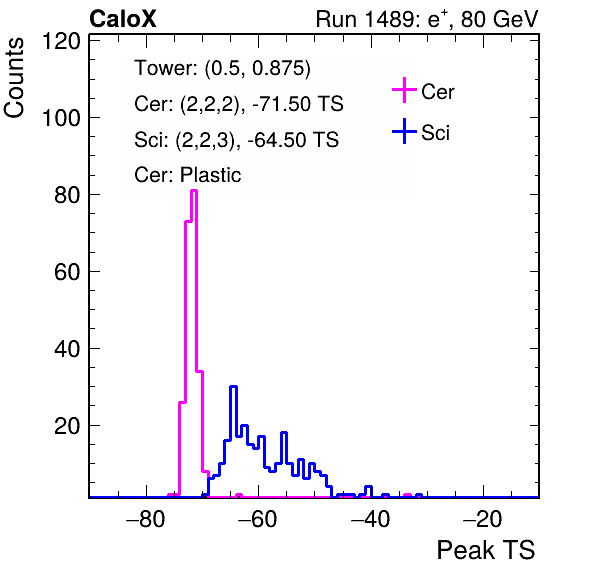 CaloX Run 1489: e⁺, 80 GeV
Counts
120
100
80
60
40
20
Tower: (0.5, 0.875)
Cer: (2,2,2), -71.50 TS
Sci: (2,2,3), -64.50 TS
Cer: Plastic
Cer
Sci
−80 −60 −40 −20
Peak TS